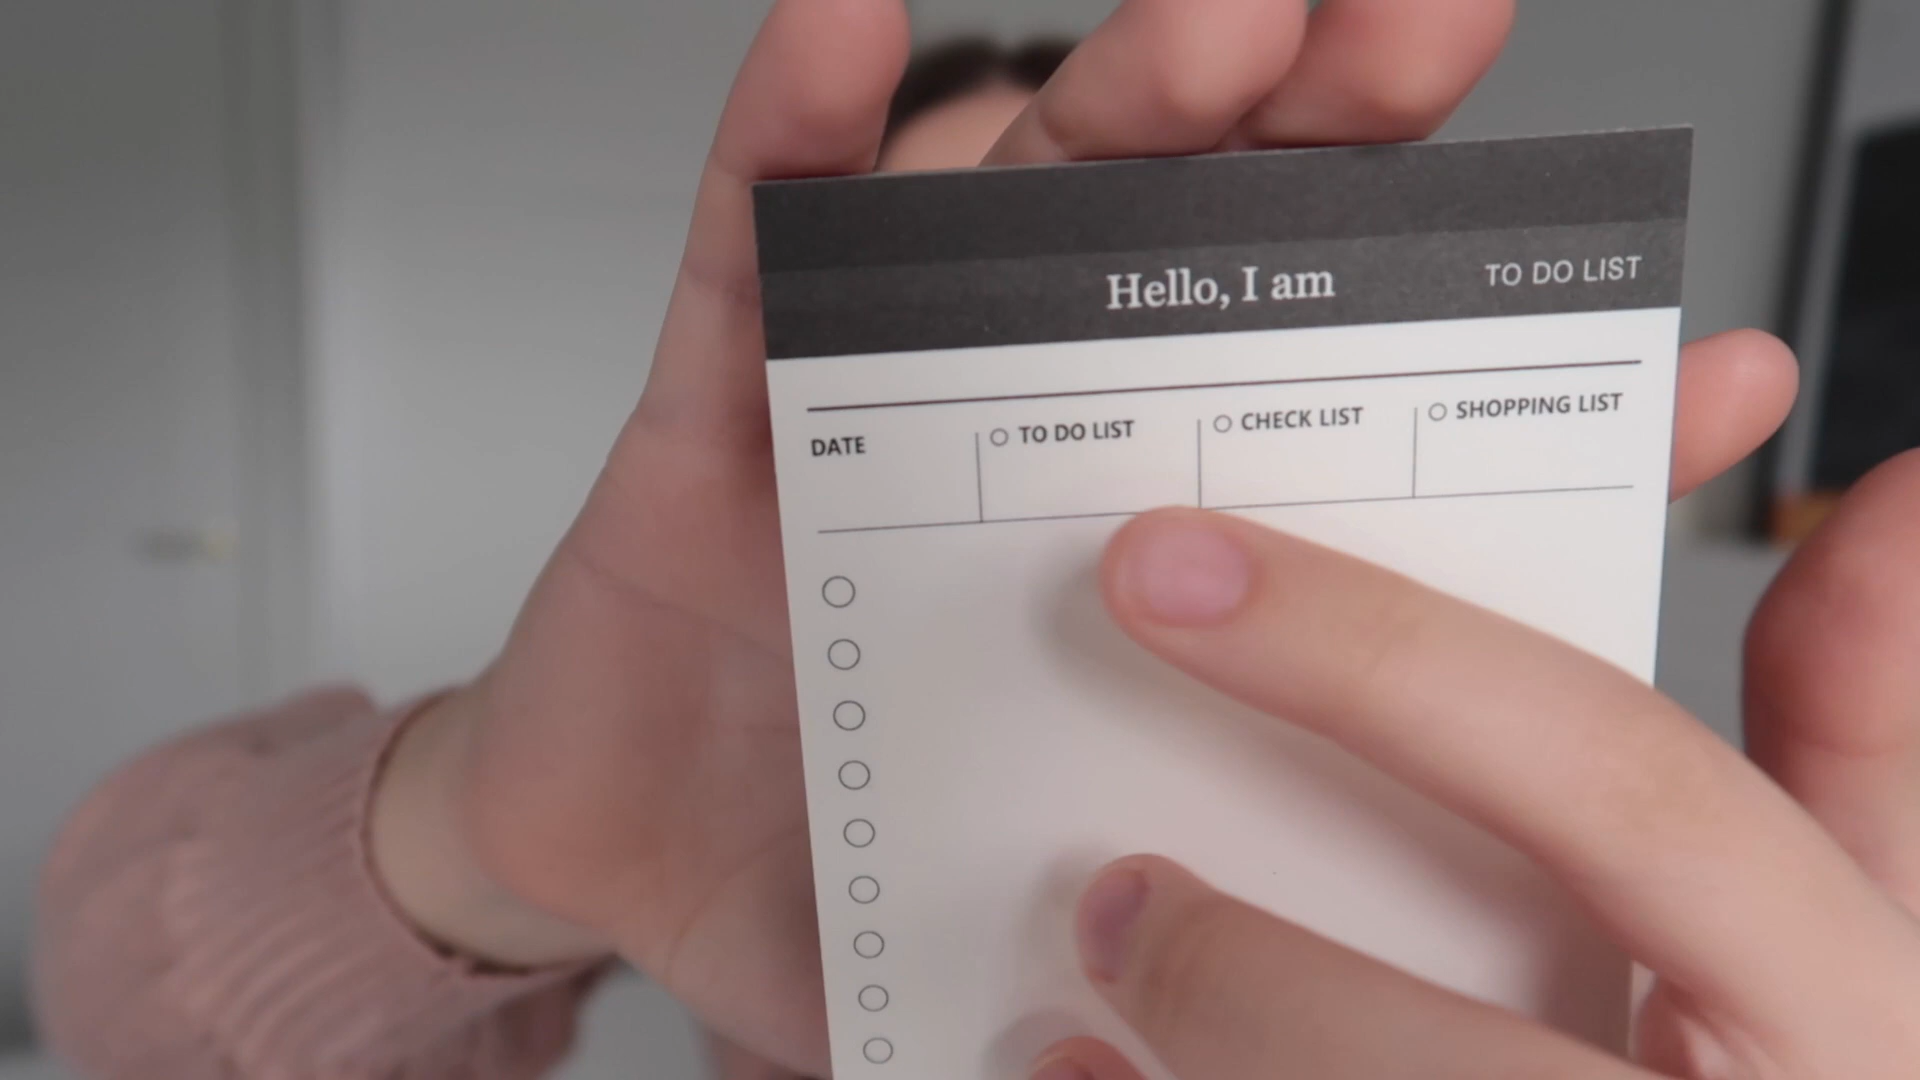 Hello, I am
TO DO LIST
DATE
TO DO LIST
CHECK LIST
SHOPPING LIST